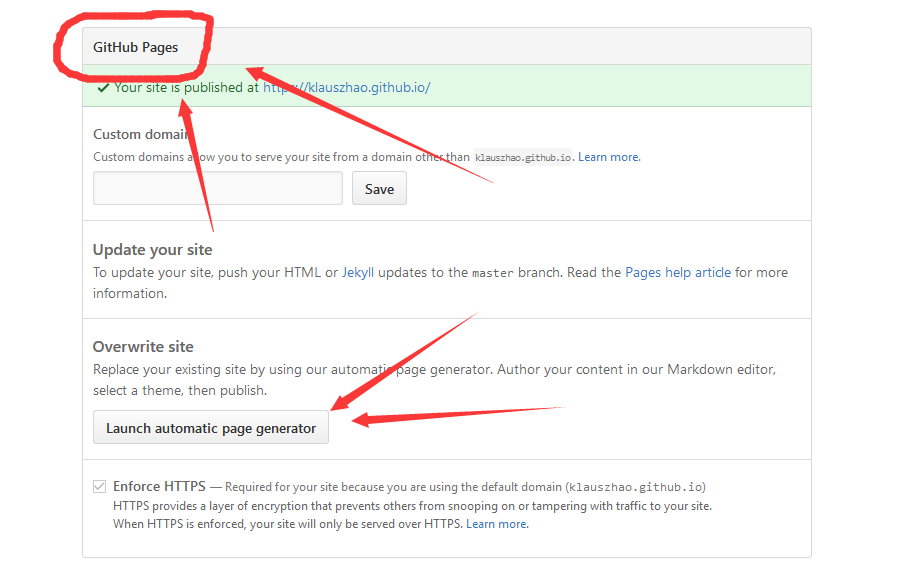 GitHub Pages
Your site is published at https://klauszhao.github.io/
Custom domain
Custom domains allow you to serve your site from a domain other than klauszhao.github.io. Learn more.
Save
Update your site
To update your site, push your HTML or Jekyll updates to the master branch. Read the Pages help article for more
information.
Overwrite site
Replace your existing site by using our automatic page generator. Author your content in our Markdown editor,
select a theme, then publish.
Launch automatic page generator
Enforce HTTPS — Required for your site because you are using the default domain (klauszhao.github.io)
HTTPS provides a layer of encryption that prevents others from snooping on or tampering with traffic to your site.
When HTTPS is enforced, your site will only be served over HTTPS. Learn more.